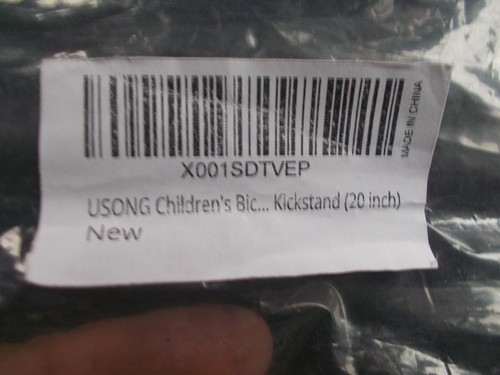 MADE IN CHINA
X001SDTVEP
USONG Children's Bic... Kickstand (20 inch)
New